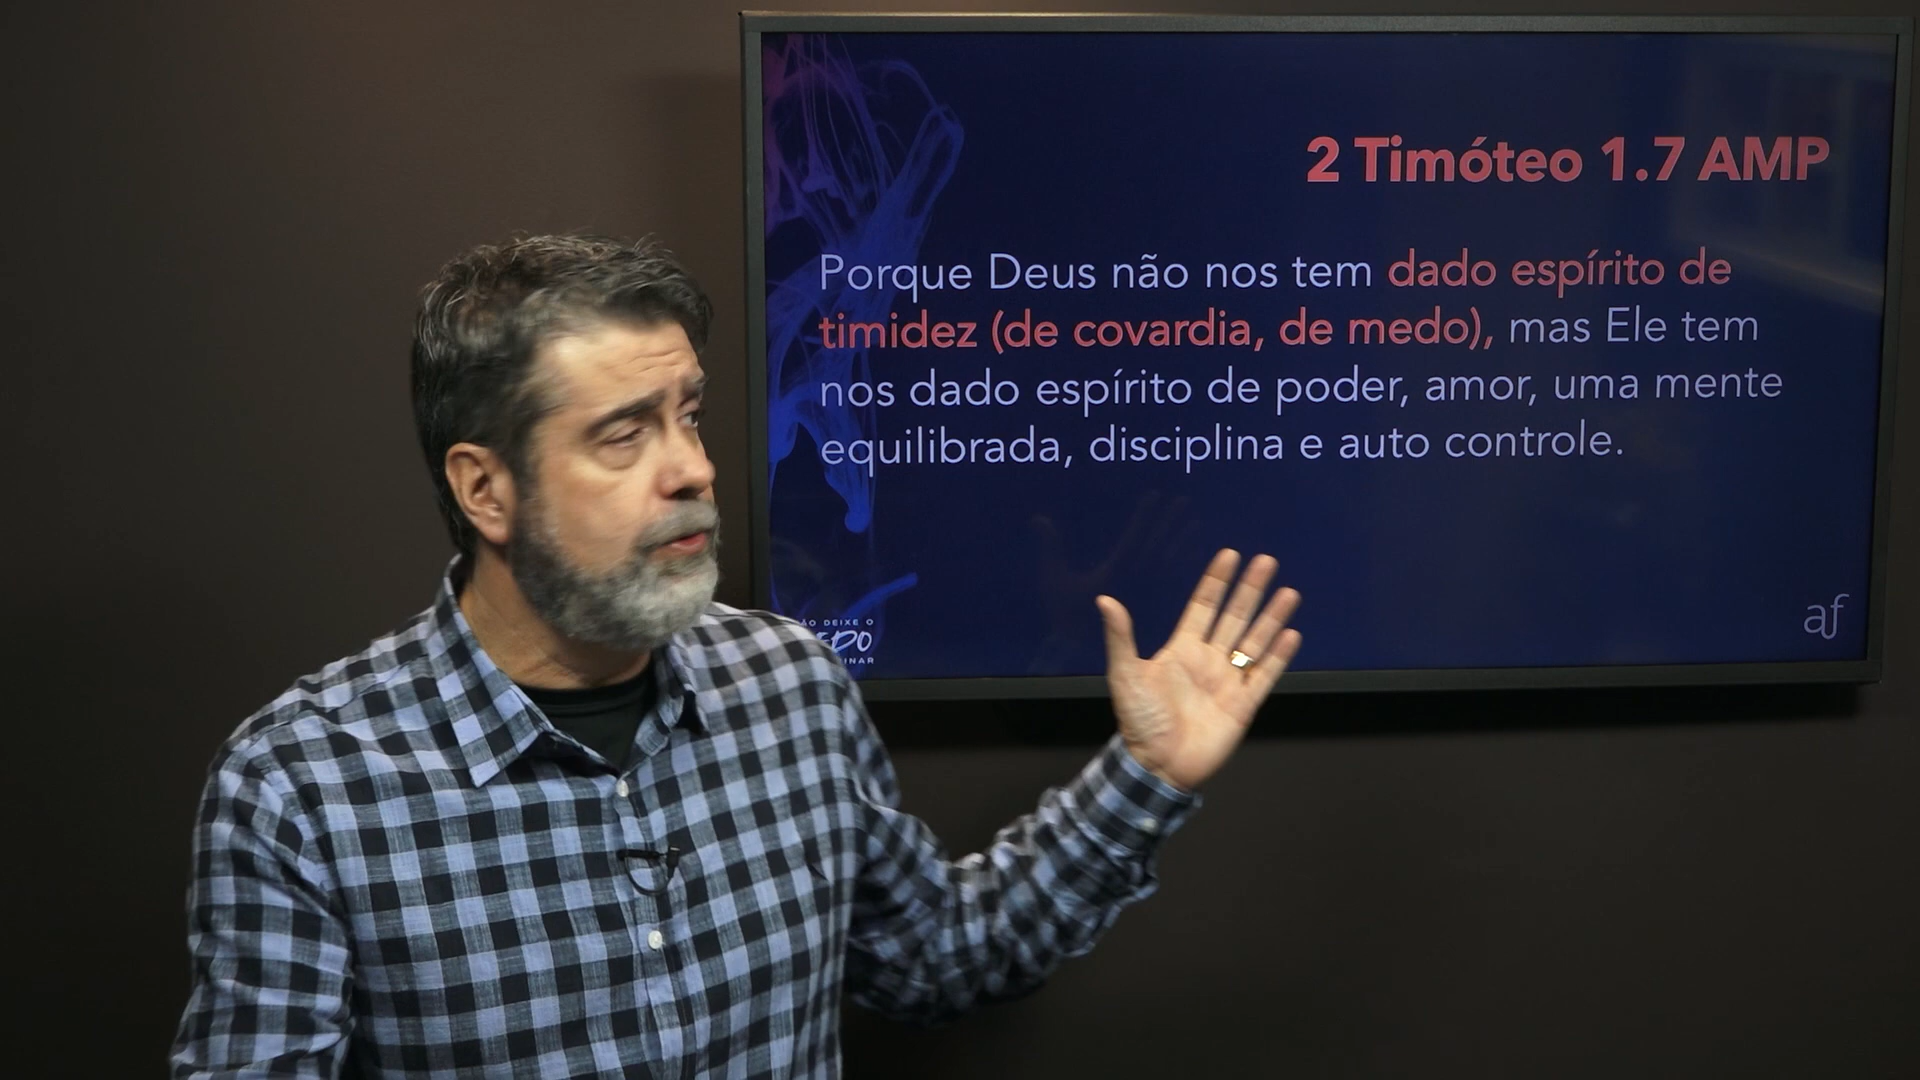 2 Timóteo 1.7 AMP
Porque Deus não nos tem dado espírito de
timidez (de covardia, de medo), mas Ele tem
nos dado espírito de poder, amor, uma mente
equilibrada, disciplina e auto controle.
DEIXE O
af